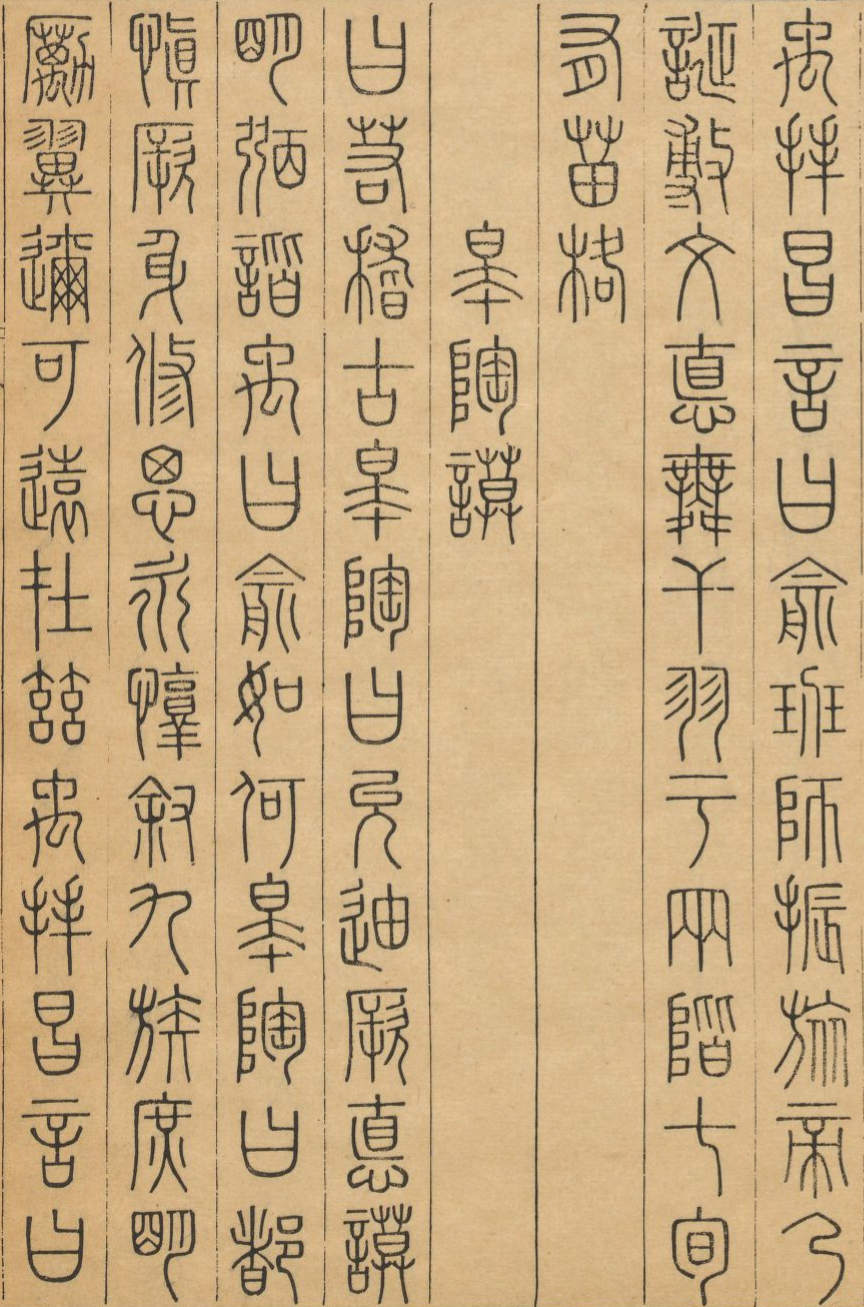 禹拜昌言曰俞班師振旅帝乃
誕敷文悳舞干羽于兩階七旬
有苗格
皋陶謨
曰若稽古皋陶曰允迪厥悳謨
明弼諧禹曰俞如何皋陶曰都
慎厥身修思永惇敘九族庶明
勵翼邇可遠在茲禹拜昌言曰